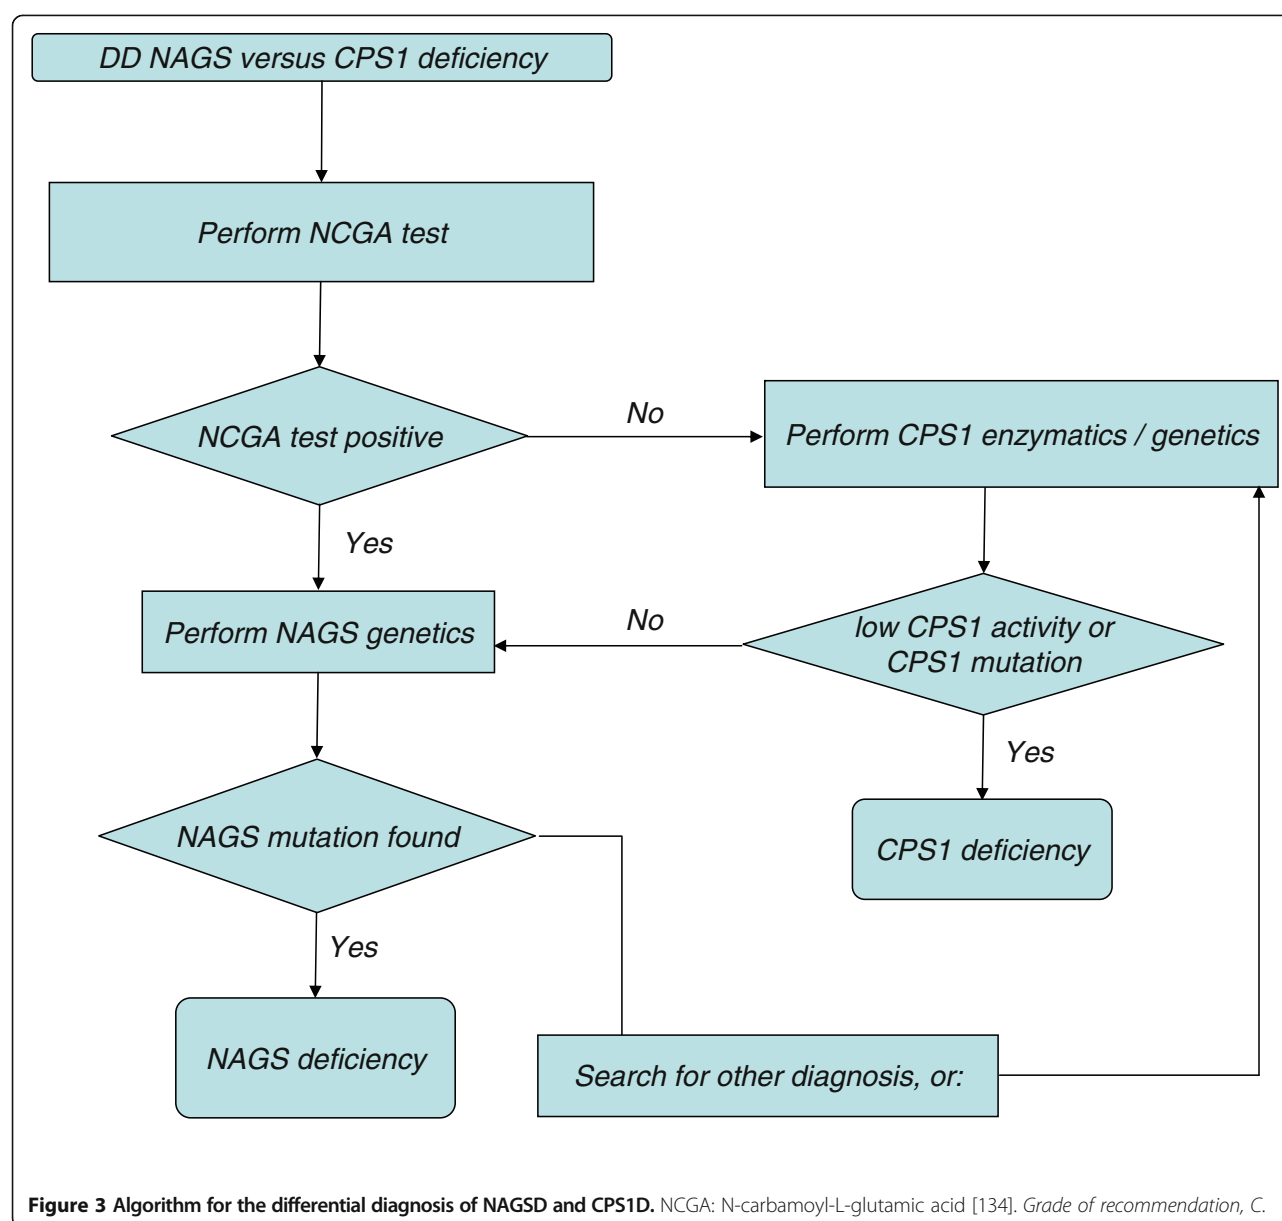 DD NAGS versus CPS1 deficiency
Perform NCGA test
NCGA test positive
No
Perform CPS1 enzymatics / genetics
Yes
Perform NAGS genetics
No
low CPS1 activity or
CPS1 mutation
Yes
NAGS mutation found
CPS1 deficiency
Yes
NAGS deficiency
Search for other diagnosis, or:
Figure 3 Algorithm for the differential diagnosis of NAGSD and CPS1D. NCGA: N-carbamoyl-L-glutamic acid [134]. Grade of recommendation, C.